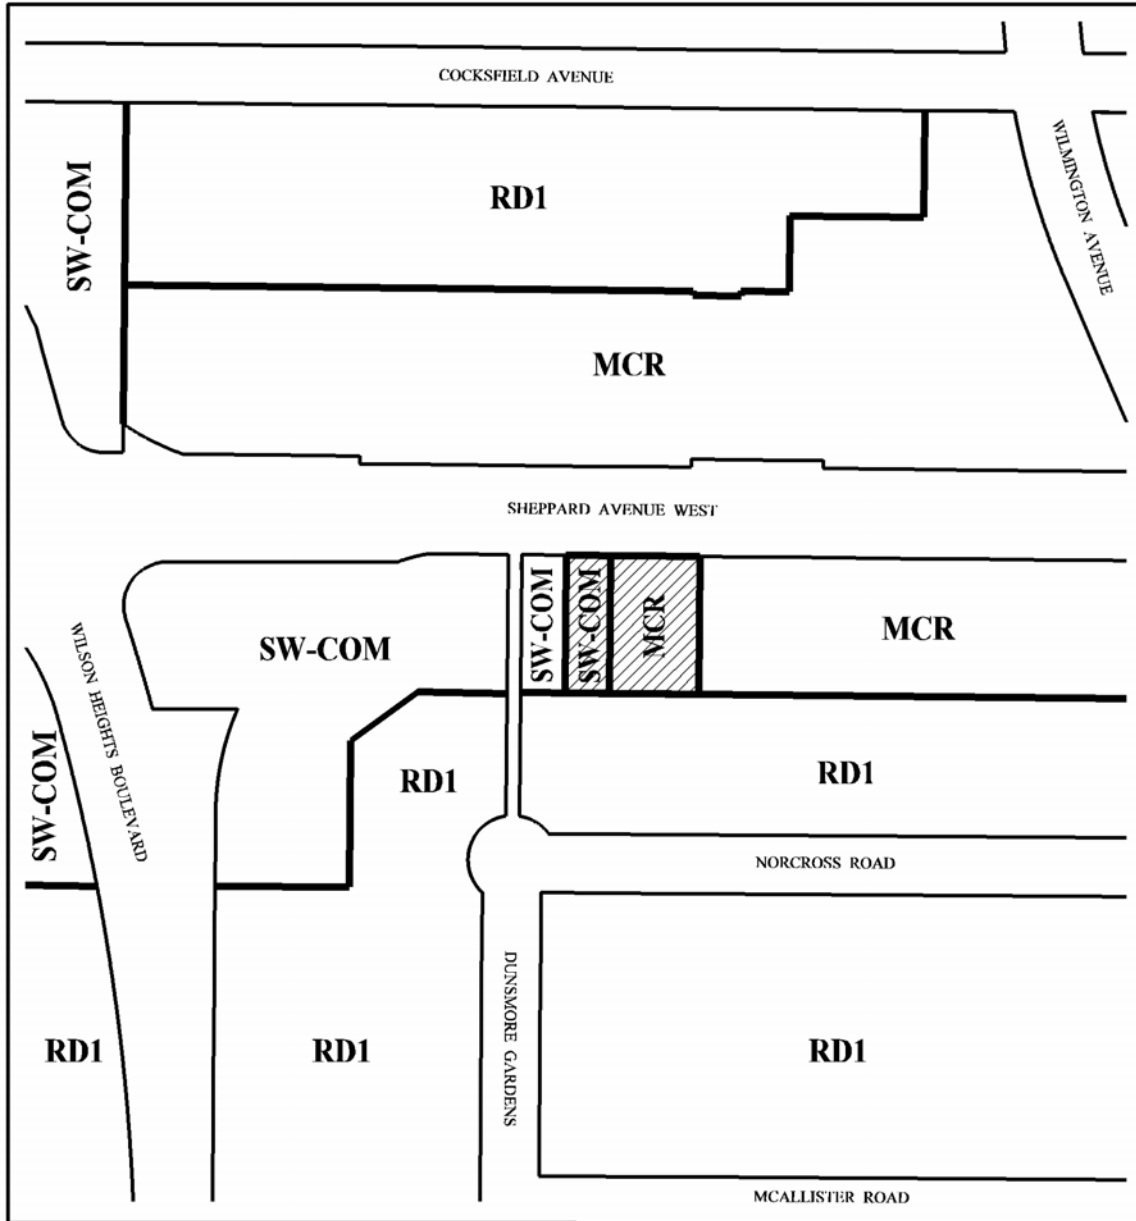 COCKSFIELD AVENUE
WILMINGTON AVENUE
SW-COM
RD1
MCR
SHEPPARD AVENUE WEST
SW-COM
SW-COM
SW-COM
MCR
MCR
WILSON HEIGHTS BOULEVARD
SW-COM
RD1
RD1
NORCROSS ROAD
DUNSMORE GARDENS
RD1
RD1
RD1
MCALLISTER ROAD